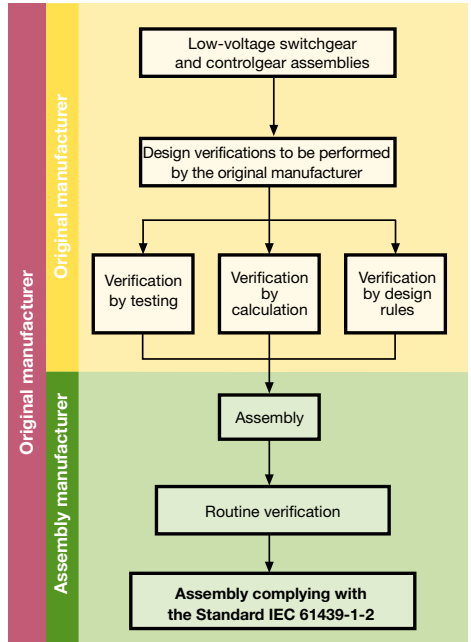 Low-voltage switchgear
and controlgear assemblies
Design verifications to be performed
by the original manufacturer
Verification
by testing
Verification
by
calculation
Verification
by design
rules
Assembly
Routine verification
Assembly complying with
the Standard IEC 61439-1-2
Original manufacturer
Original manufacturer
Assembly manufacturer